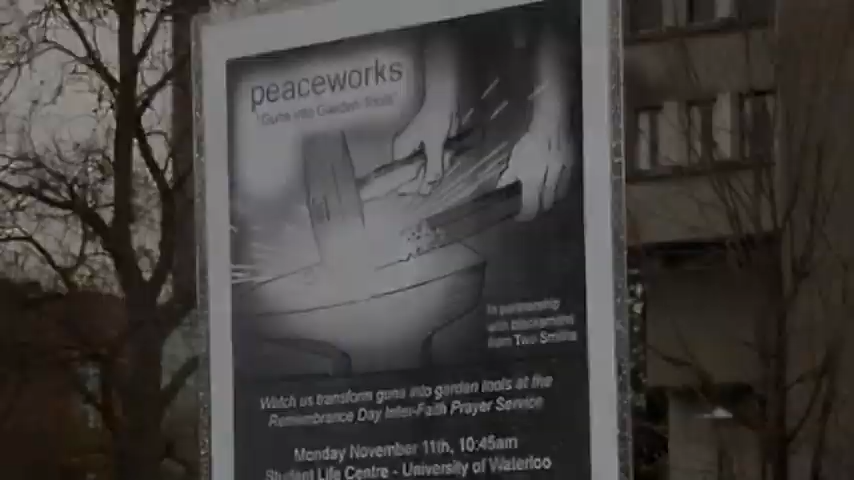 peaceworks
"Guns into Garden Tools"
In partnership
with blacksmiths
from Two Smiths
Watch us transform guns into garden tools at the
Remembrance Day Inter-Faith Prayer Service
Monday November 11th, 10:45am
Student Life Centre - University of Waterloo